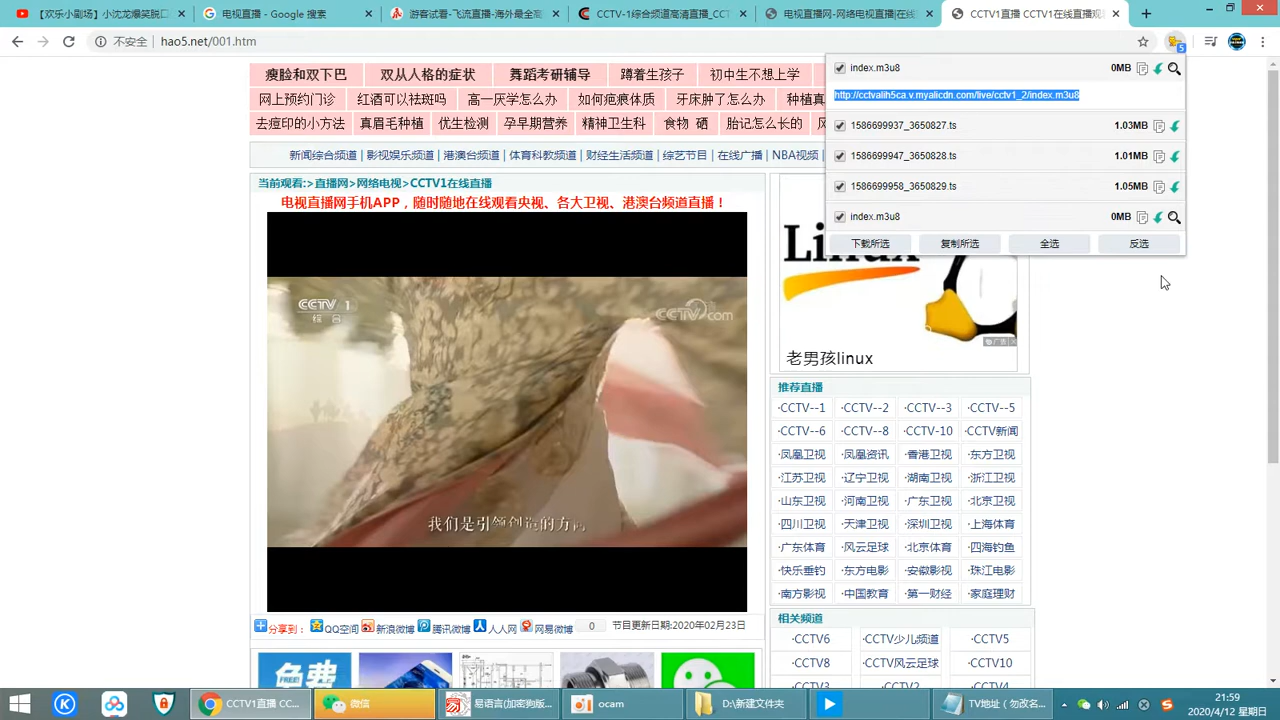 【欢乐小剧场】小沈龙爆笑脱口
电视直播 - Google 搜索
游客试看-飞流直播-海外最全高
CCTV-1综合频道高清直播_CCT
电视直播网-网络电视直播|在线
CCTV1直播 CCTV1在线直播观
不安全 | hao5.net/001.htm
5
瘦脸和双下巴 双从人格的症状 舞蹈考研辅导 蹲着生孩子 初中生不想上学
网上预约门诊 红酒可以祛斑吗 高一厌学怎么办 如何疤痕体质 牙床肿了怎么办 种植真
去痘印的小方法 真眉毛种植 优生检测 孕早期营养 精神卫生科 食物 硒 胎记怎么长的
新闻综合频道 | 影视娱乐频道 | 港澳台频道 | 体育科教频道 | 财经生活频道 | 综艺节目 | 在线广播 | NBA视频 |
index.m3u8 0MB
http://cctvalih5ca.v.myalicdn.com/live/cctv1_2/index.m3u8
1586699937_3650827.ts 1.03MB
1586699947_3650828.ts 1.01MB
1586699958_3650829.ts 1.05MB
index.m3u8 0MB
下载所选 复制所选 全选 反选
当前观看:>直播网>网络电视>CCTV1在线直播
电视直播网手机APP，随时随地在线观看央视、各大卫视、港澳台频道直播！
CCTV 1
综合
CCTV.com
我们是引领创造的方向
Linux
广告
老男孩linux
推荐直播
·CCTV--1 ·CCTV--2 ·CCTV--3 ·CCTV--5
·CCTV--6 ·CCTV--8 ·CCTV-10 ·CCTV新闻
·凤凰卫视 ·凤凰资讯 ·香港卫视 ·东方卫视
·江苏卫视 ·辽宁卫视 ·湖南卫视 ·浙江卫视
·山东卫视 ·河南卫视 ·广东卫视 ·北京卫视
·四川卫视 ·天津卫视 ·深圳卫视 ·上海体育
·广东体育 ·风云足球 ·北京体育 ·四海钓鱼
·快乐垂钓 ·东方电影 ·安徽影视 ·珠江电影
·南方影视 ·中国教育 ·第一财经 ·家庭理财
相关频道
·CCTV6 ·CCTV少儿频道 ·CCTV5
·CCTV8 ·CCTV风云足球 ·CCTV10
·CCTV3 ·CCTV2 ·CCTV4
分享到： QQ空间 新浪微博 腾讯微博 人人网 网易微博 0 节目更新日期:2020年02月23日
免费
CCTV1直播 CC...
微信
易语言(加密狗版...
ocam
D:\新建文件夹
TV地址（勿改名...
21:59
2020/4/12 星期日